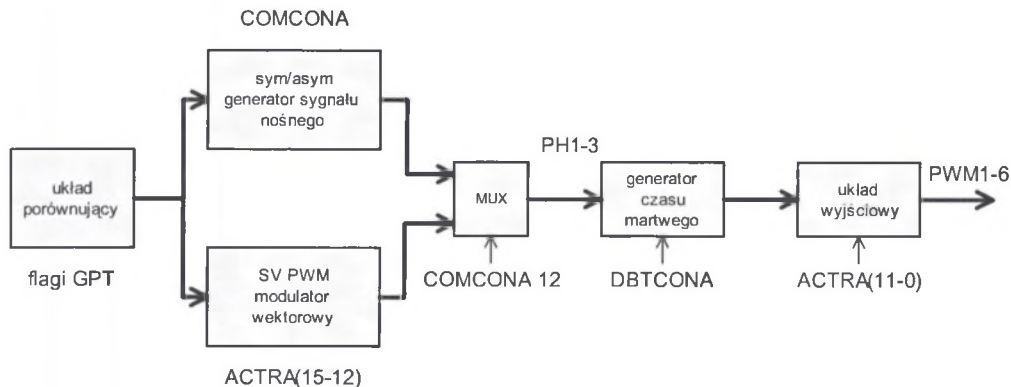 COMCONA
sym/asym
generator sygnału
nośnego
układ
porównujący
flagi GPT
SV PWM
modulator
wektorowy
ACTRA(15-12)
MUX
COMCONA 12
PH1-3
generator
czasu
martwego
DBTCONA
układ
wyjściowy
ACTRA(11-0)
PWM1-6